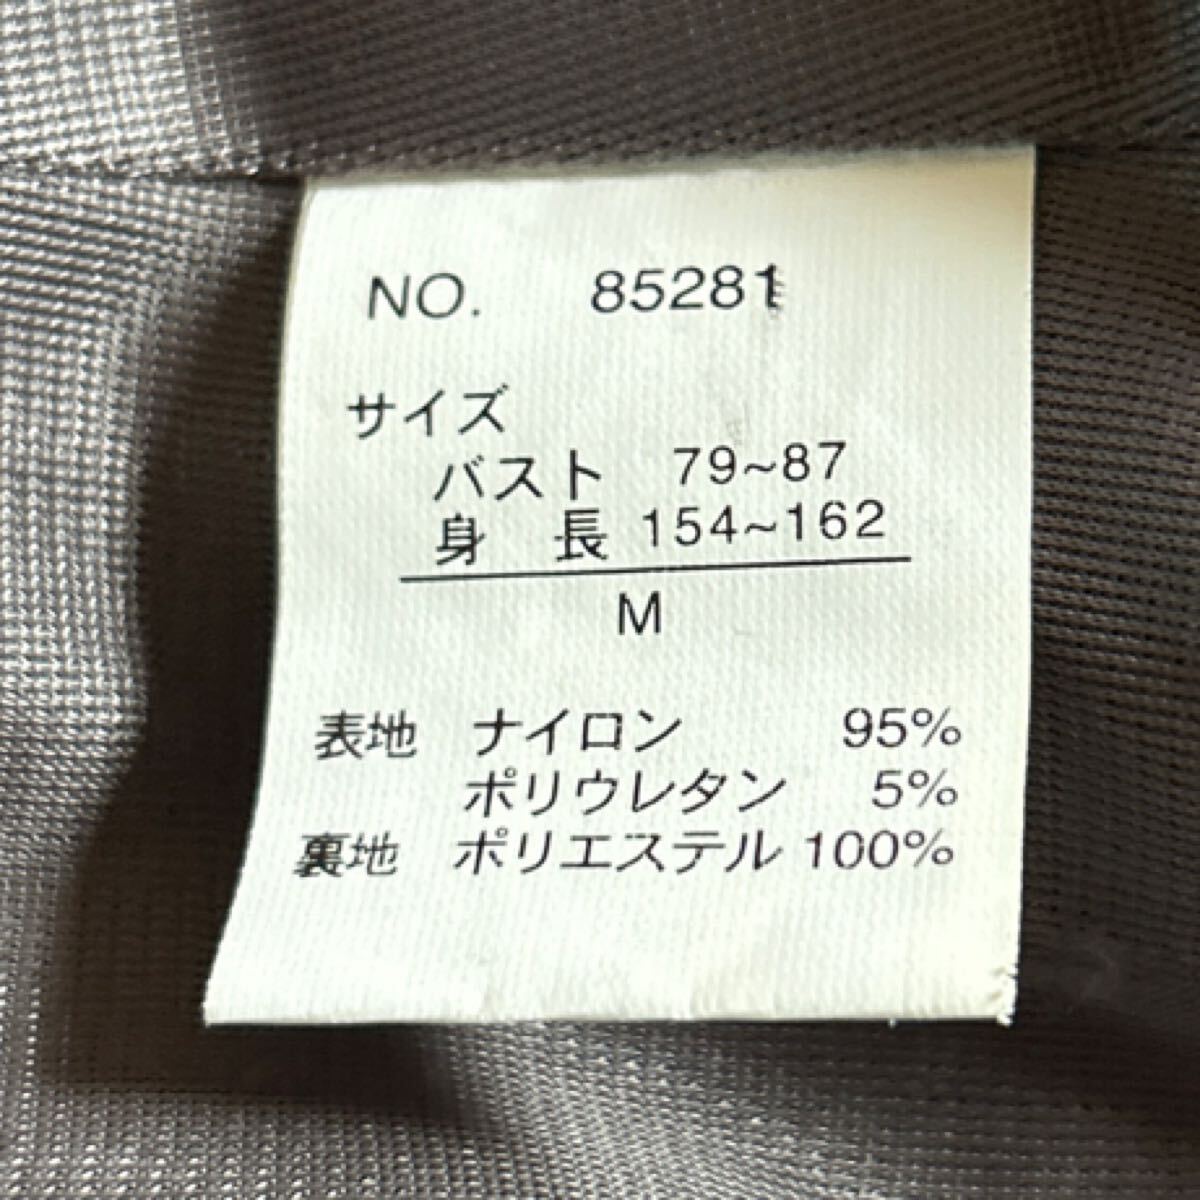 NO. 85281
サイズ
バスト 79~87
身 長 154~162
M
表地 ナイロン 95%
ポリウレタン 5%
裏地 ポリエステル 100%